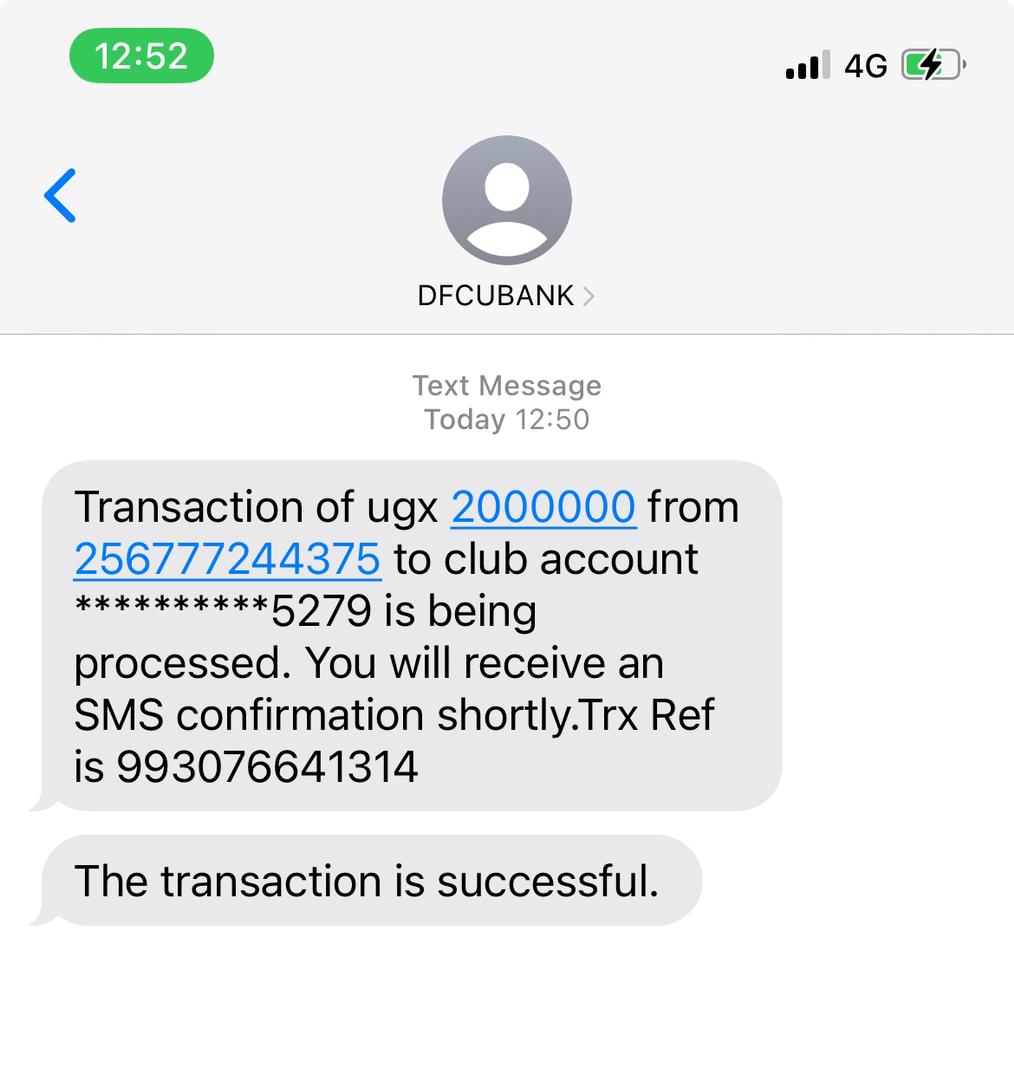 12:52
4G
DFCUBANK
Text Message
Today 12:50
Transaction of ugx 2000000 from
256777244375 to club account
**********5279 is being
processed. You will receive an
SMS confirmation shortly.Trx Ref
is 993076641314
The transaction is successful.